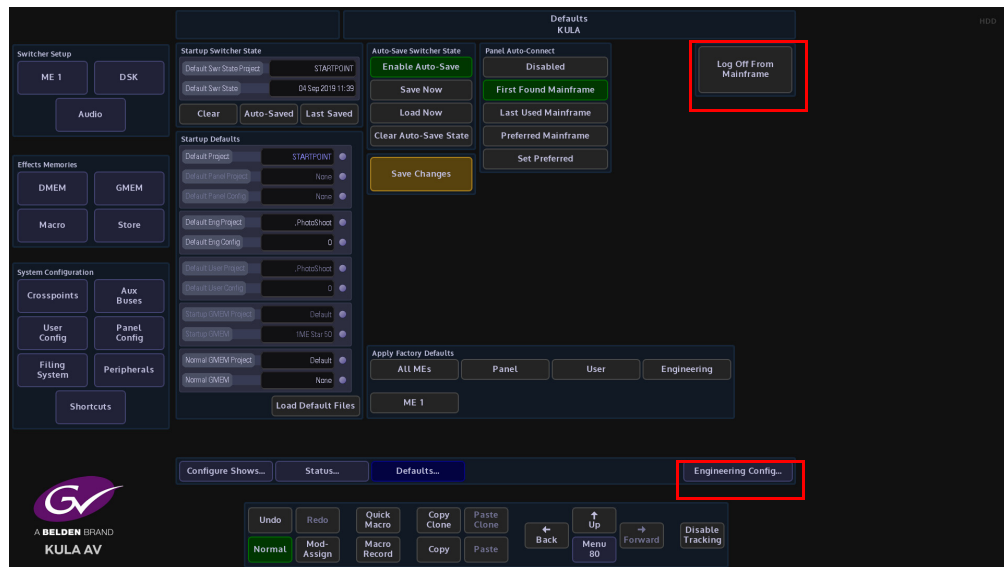 Defaults
KULA
HDD
Switcher Setup
ME 1
DSK
Audio
Effects Memories
DMEM
GMEM
Macro
Store
System Configuration
Crosspoints
Aux
Buses
User
Config
Panel
Config
Filing
System
Peripherals
Shortcuts
Startup Switcher State
Default Swr State Project
STARTPOINT
Default Swr State
04 Sep 2019 11:39
Clear
Auto-Saved
Last Saved
Startup Defaults
Default Project
STARTPOINT
Default Panel Project
None
Default Panel Config
None
Default Eng Project
,PhotoShoot
Default Eng Config
0
Default User Project
,PhotoShoot
Default User Config
0
Startup GMEM Project
Default
Startup GMEM
1ME Star 50
Normal GMEM Project
Default
Normal GMEM
None
Load Default Files
Auto-Save Switcher State
Enable Auto-Save
Save Now
Load Now
Clear Auto-Save State
Save Changes
Panel Auto-Connect
Disabled
First Found Mainframe
Last Used Mainframe
Preferred Mainframe
Set Preferred
Log Off From
Mainframe
Apply Factory Defaults
All MEs
Panel
User
Engineering
ME 1
Configure Shows...
Status...
Defaults...
Engineering Config...
GV
A BELDEN BRAND
KULA AV
Undo
Redo
Quick
Macro
Copy
Clone
Paste
Clone
Normal
Mod-
Assign
Macro
Record
Copy
Paste
←
Back
↑
Up
Menu
80
→
Forward
Disable
Tracking